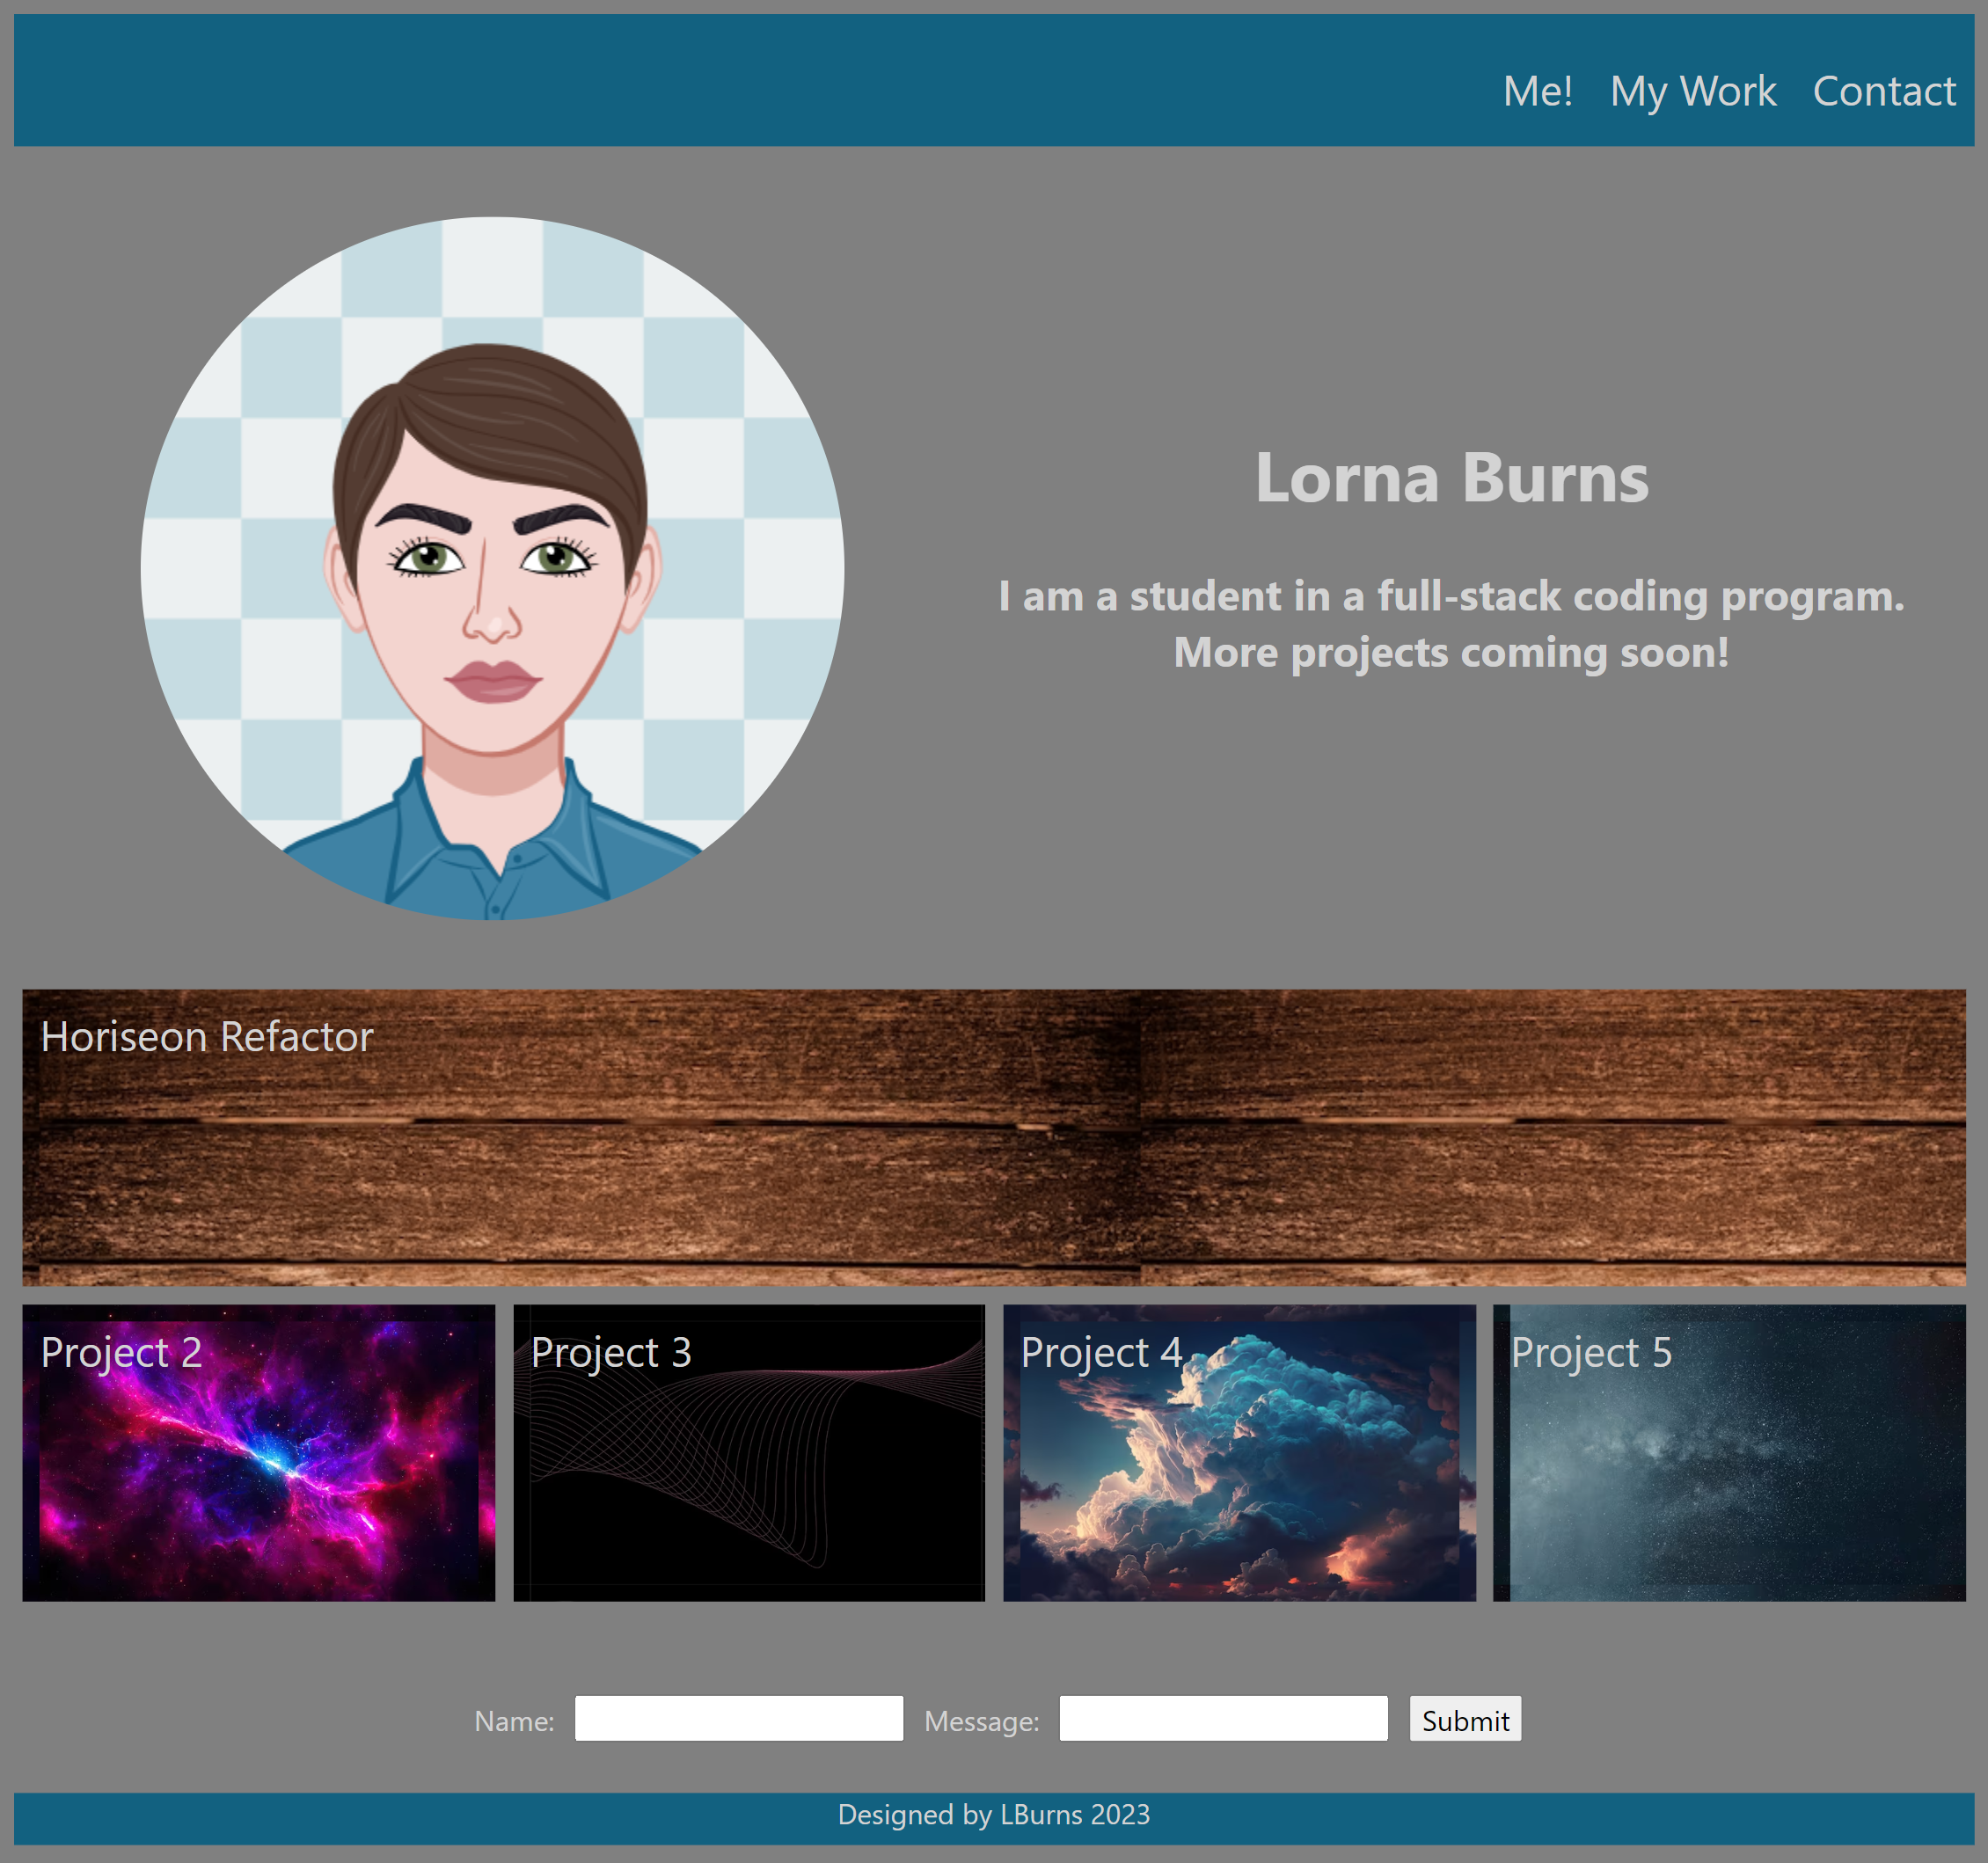 Me! My Work Contact
Lorna Burns
I am a student in a full-stack coding program.
More projects coming soon!
Horiseon Refactor
Project 2 Project 3 Project 4 Project 5
Name: Message: Submit
Designed by LBurns 2023